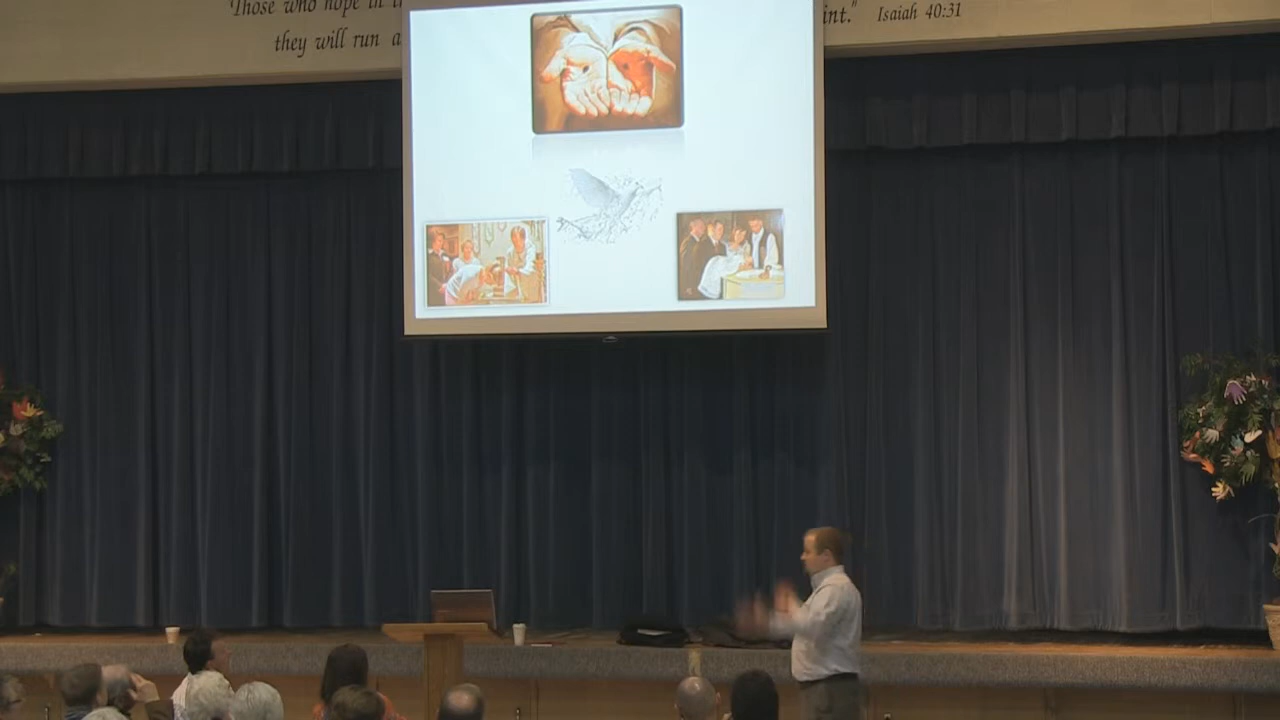 Those who hope in t
int." Isaiah 40:31
they will run a